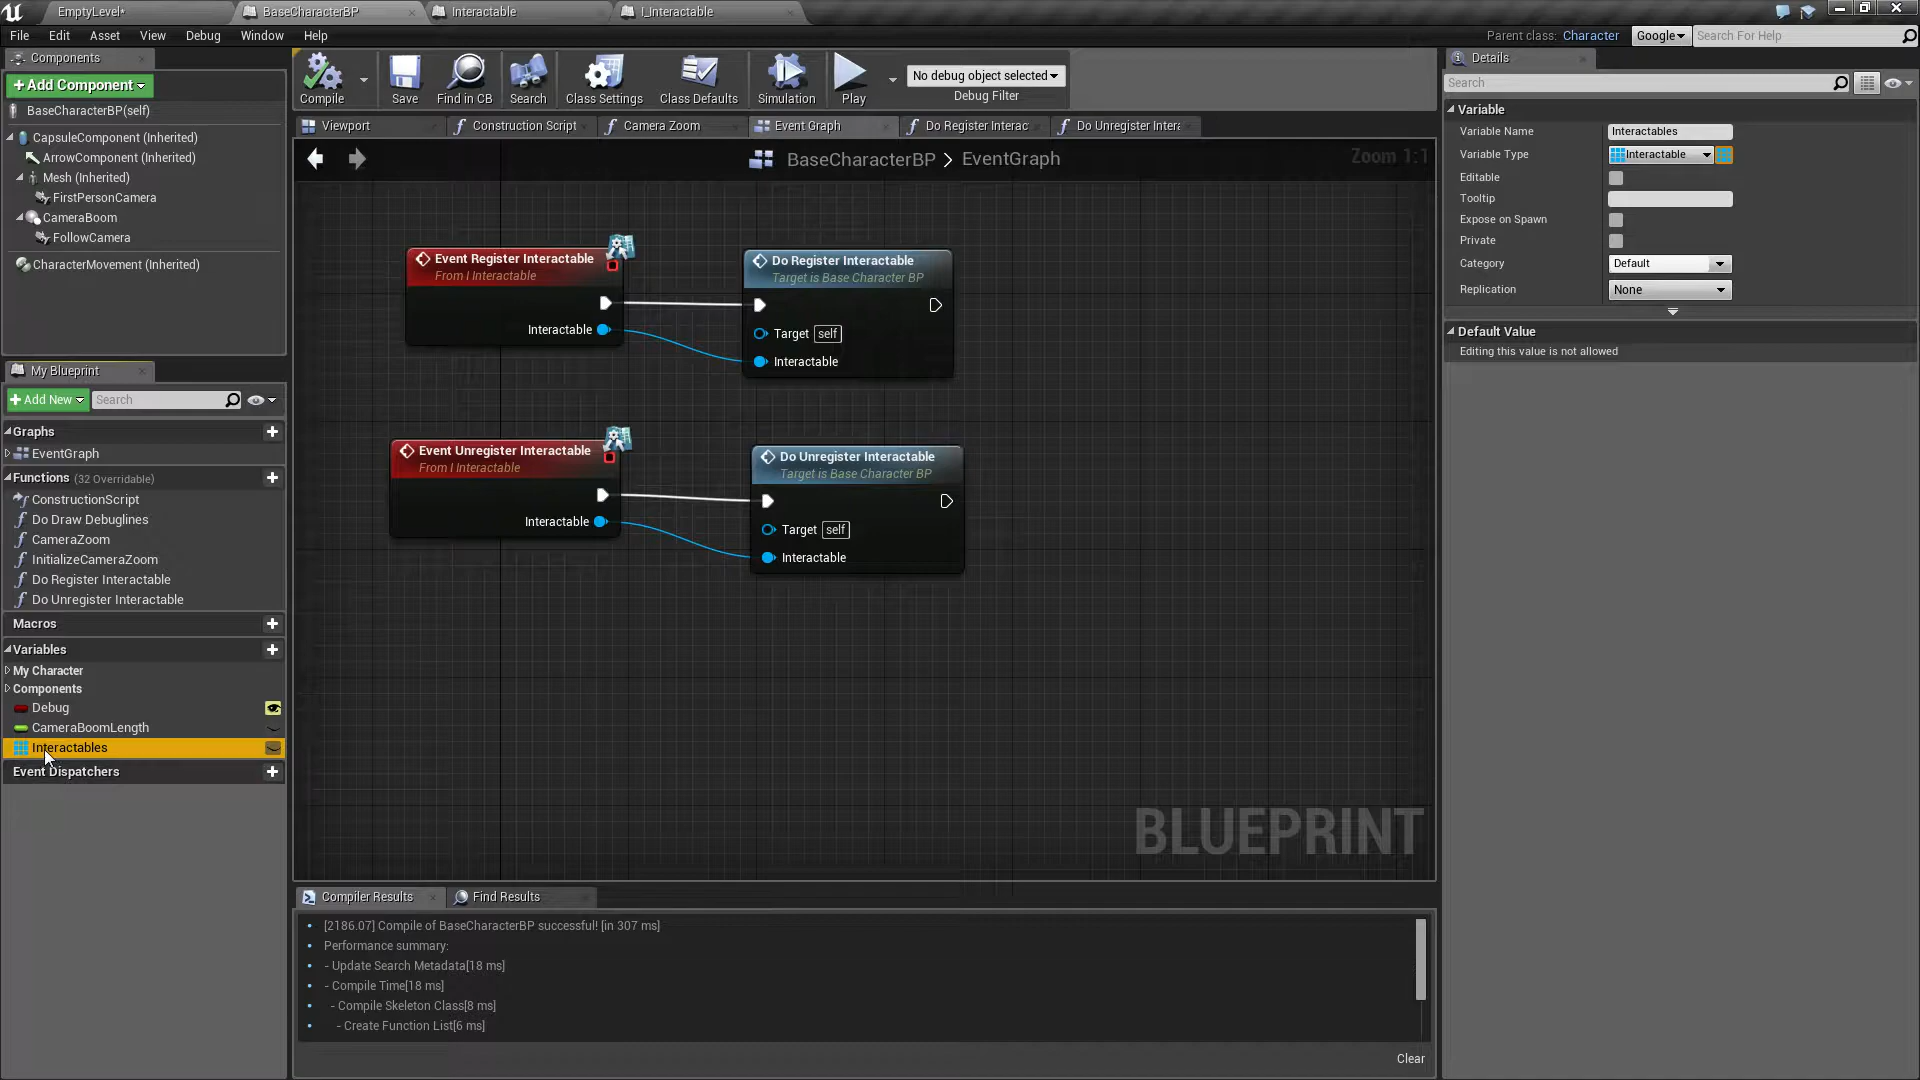 EmptyLevel*
BaseCharacterBP
Interactable
I_Interactable
File Edit Asset View Debug Window Help
Parent class: Character
Google
Search For Help
Components
+ Add Component
BaseCharacterBP(self)
CapsuleComponent (Inherited)
ArrowComponent (Inherited)
Mesh (Inherited)
FirstPersonCamera
CameraBoom
FollowCamera
CharacterMovement (Inherited)
My Blueprint
+ Add New
Search
Graphs
EventGraph
Functions (32 Overridable)
ConstructionScript
Do Draw Debuglines
CameraZoom
InitializeCameraZoom
Do Register Interactable
Do Unregister Interactable
Macros
Variables
My Character
Components
Debug
CameraBoomLength
Interactables
Event Dispatchers
Compile
Save
Find in CB
Search
Class Settings
Class Defaults
Simulation
Play
No debug object selected
Debug Filter
Viewport
Construction Script
Camera Zoom
Event Graph
Do Register Interac
Do Unregister Intera
BaseCharacterBP > EventGraph
Zoom 1:1
Event Register Interactable
From I Interactable
Interactable
Do Register Interactable
Target is Base Character BP
Target self
Interactable
Event Unregister Interactable
From I Interactable
Interactable
Do Unregister Interactable
Target is Base Character BP
Target self
Interactable
BLUEPRINT
Compiler Results
Find Results
• [2186.07] Compile of BaseCharacterBP successful! [in 307 ms]
• Performance summary:
• - Update Search Metadata[18 ms]
• - Compile Time[18 ms]
• - Compile Skeleton Class[8 ms]
• - Create Function List[6 ms]
Clear
Details
Search
Variable
Variable Name Interactables
Variable Type Interactable
Editable
Tooltip
Expose on Spawn
Private
Category Default
Replication None
Default Value
Editing this value is not allowed